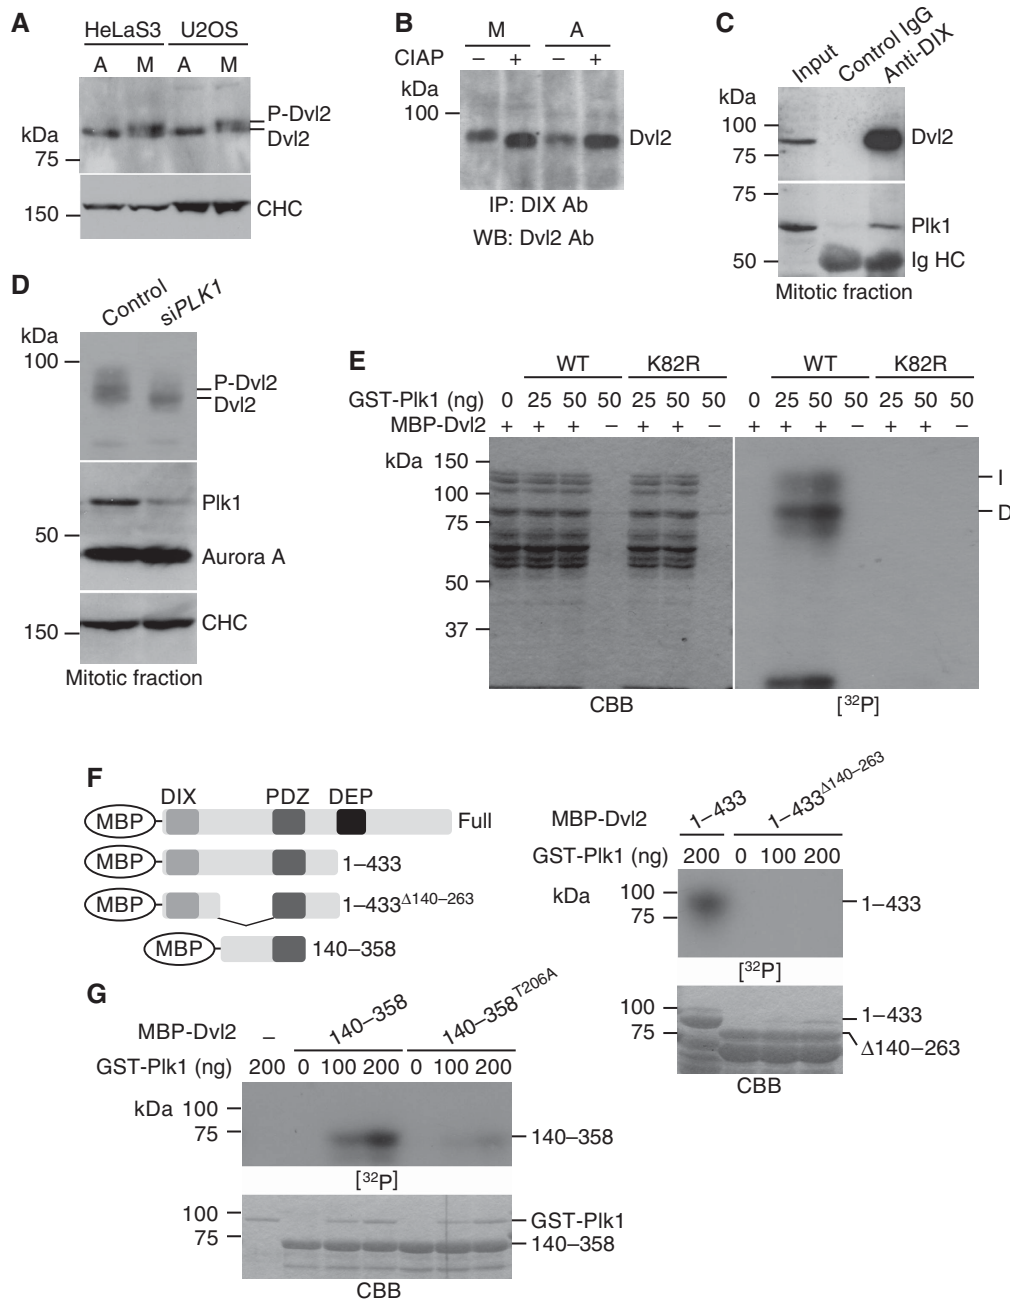 A
HeLaS3 U2OS
A M A M
kDa
75
P-Dvl2
Dvl2
150
CHC
B
M A
CIAP – + – +
kDa
100
Dvl2
IP: DIX Ab
WB: Dvl2 Ab
C
Input Control IgG Anti-DIX
kDa
100
75
Dvl2
75
Plk1
50
Ig HC
Mitotic fraction
D
Control siPLK1
kDa
100
P-Dvl2
Dvl2
Plk1
50
Aurora A
150
CHC
Mitotic fraction
E
WT K82R WT K82R
GST-Plk1 (ng) 0 25 50 50 25 50 50 0 25 50 50 25 50 50
MBP-Dvl2 + + + – + + – + + + – + + –
kDa 150
100
75
50
37
I
D
CBB [32P]
F
DIX PDZ DEP
MBP Full
MBP 1–433
MBP 1–433Δ140–263
MBP 140–358
MBP-Dvl2 1–433 1–433Δ140–263
GST-Plk1 (ng) 200 0 100 200
kDa 100
75
1–433
[32P]
100
75
1–433
Δ140–263
CBB
G
MBP-Dvl2 – 140–358 140–358T206A
GST-Plk1 (ng) 200 0 100 200 0 100 200
kDa 100
75
140–358
[32P]
100
75
GST-Plk1
140–358
CBB